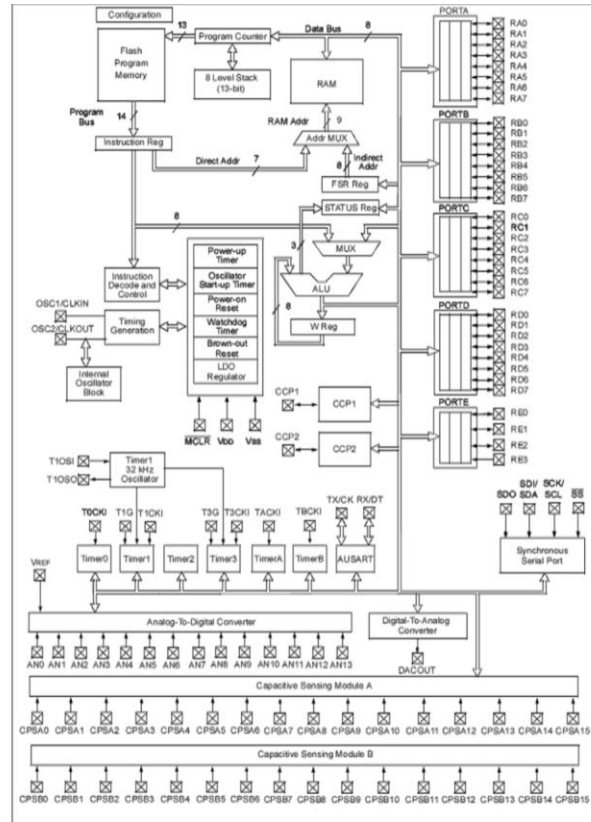 Configuration
13
Data Bus
8
PORTA
Flash
Program
Memory
Program Counter
8 Level Stack
(13-bit)
RAM
RA0
RA1
RA2
RA3
RA4
RA5
RA6
RA7
Program
Bus
14
RAM Addr
9
Addr MUX
Instruction Reg
Direct Addr
7
8
Indirect
Addr
FSR Reg
STATUS Reg
PORTB
RB0
RB1
RB2
RB3
RB4
RB5
RB6
RB7
8
3
MUX
ALU
8
W Reg
PORTC
RC0
RC1
RC2
RC3
RC4
RC5
RC6
RC7
Instruction
Decode and
Control
OSC1/CLKIN
OSC2/CLKOUT
Timing
Generation
Internal
Oscillator
Block
Power-up
Timer
Oscillator
Start-up Timer
Power-on
Reset
Watchdog
Timer
Brown-out
Reset
LDO
Regulator
MCLR
VDD
VSS
PORTD
RD0
RD1
RD2
RD3
RD4
RD5
RD6
RD7
CCP1
CCP1
CCP2
CCP2
PORTE
RE0
RE1
RE2
RE3
T1OSI
T1OSO
Timer1
32 kHz
Oscillator
T0CKI
T1G
T1CKI
T3G
T3CKI
TACKI
TBCKI
TX/CK
RX/DT
SDO
SDI/
SDA
SCK/
SCL
SS
Timer0
Timer1
Timer2
Timer3
TimerA
TimerB
AUSART
Synchronous
Serial Port
VREF
Analog-To-Digital Converter
Digital-To-Analog
Converter
AN0 AN1 AN2 AN3 AN4 AN5 AN6 AN7 AN8 AN9 AN10 AN11 AN12 AN13
DACOUT
Capacitive Sensing Module A
CPSA0 CPSA1 CPSA2 CPSA3 CPSA4 CPSA5 CPSA6 CPSA7 CPSA8 CPSA9 CPSA10 CPSA11 CPSA12 CPSA13 CPSA14 CPSA15
Capacitive Sensing Module B
CPSB0 CPSB1 CPSB2 CPSB3 CPSB4 CPSB5 CPSB6 CPSB7 CPSB8 CPSB9 CPSB10 CPSB11 CPSB12 CPSB13 CPSB14 CPSB15